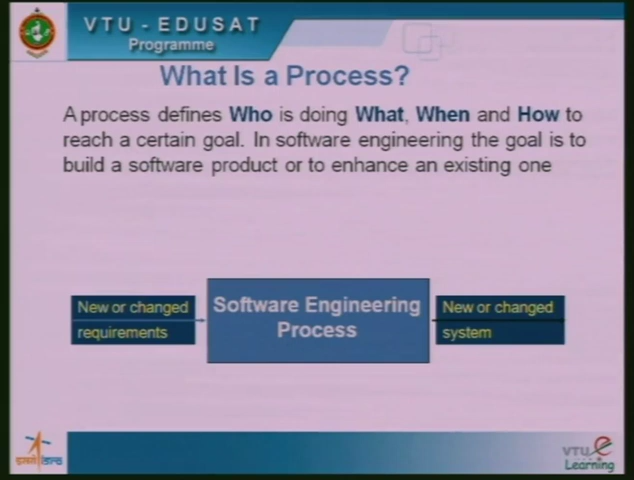 VTU - EDUSAT
Programme
What Is a Process?
A process defines Who is doing What, When and How to
reach a certain goal. In software engineering the goal is to
build a software product or to enhance an existing one
New or changed
requirements
Software Engineering
Process
New or changed
system
VTU e
Learning